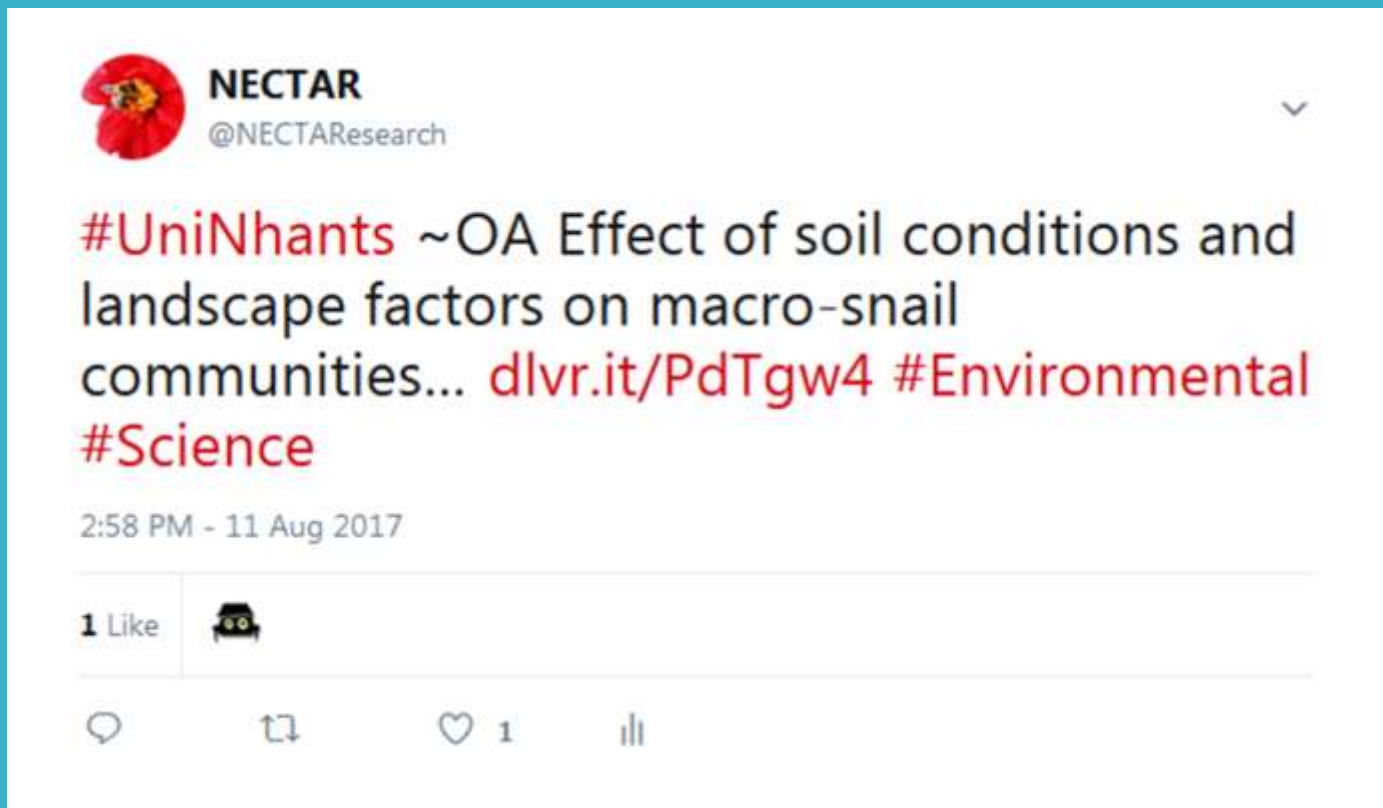 NECTAR
@NECTAResearch
#UniNhants ~OA Effect of soil conditions and
landscape factors on macro-snail
communities... dlvr.it/PdTgw4 #Environmental
#Science
2:58 PM - 11 Aug 2017
1 Like
1